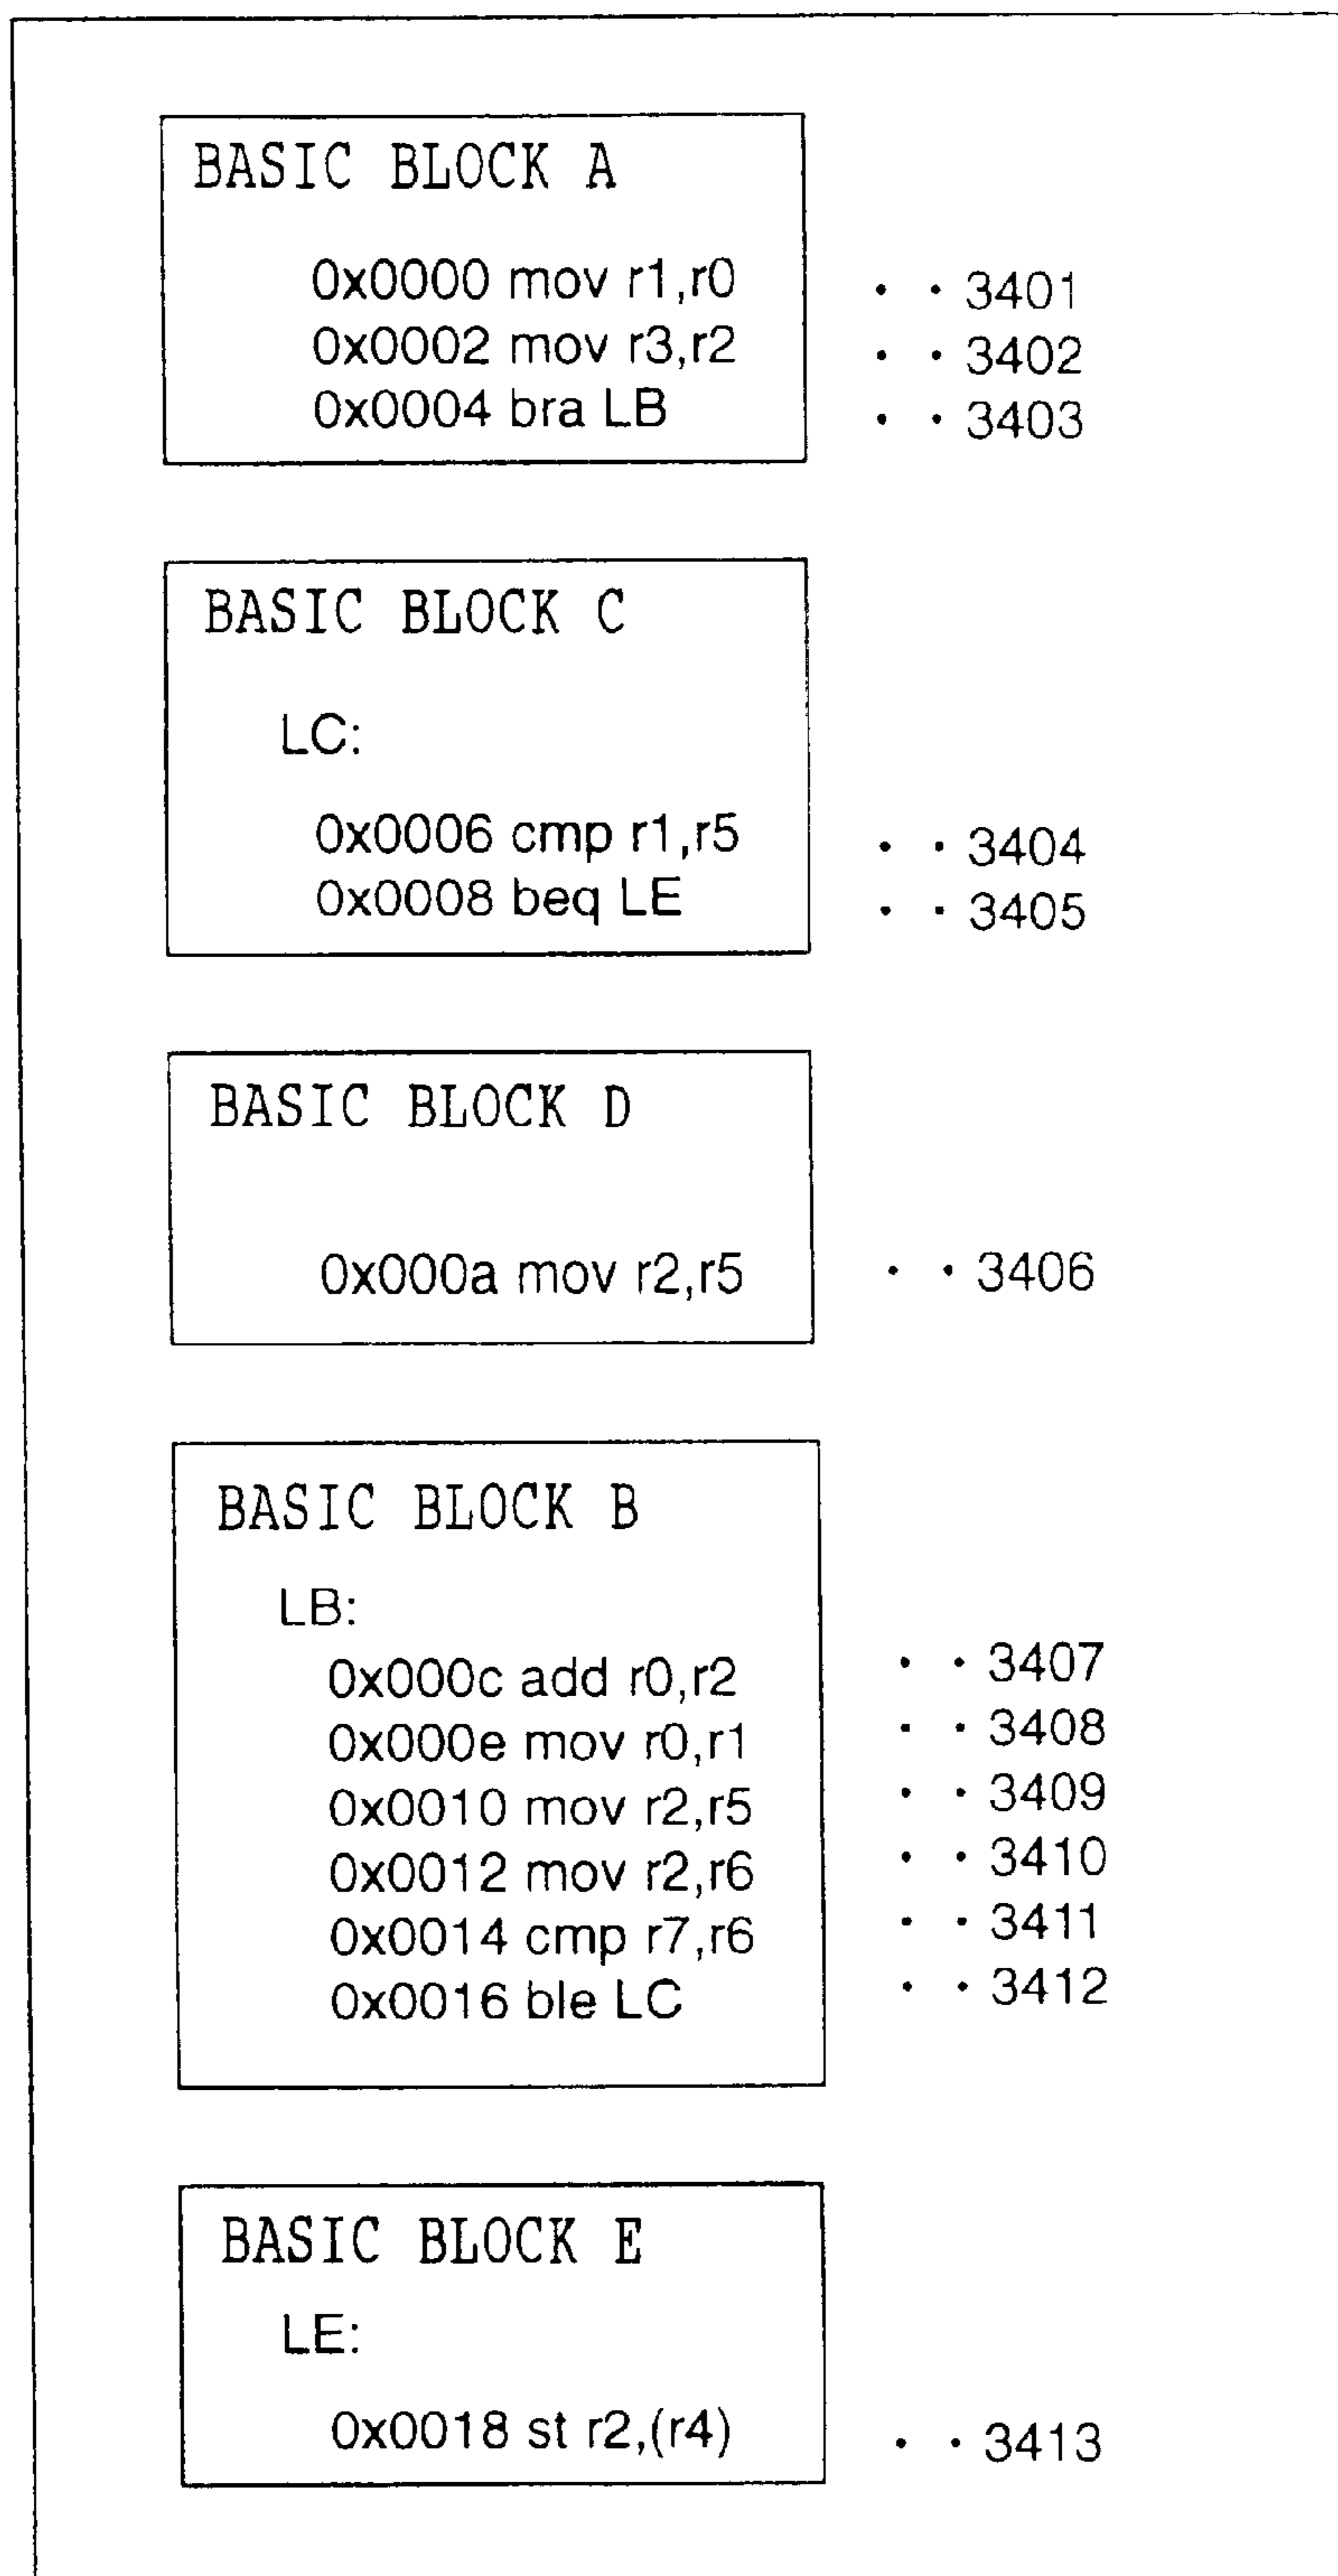 BASIC BLOCK A
0x0000 mov r1,r0 · · 3401
0x0002 mov r3,r2 · · 3402
0x0004 bra LB · · 3403
BASIC BLOCK C
LC:
0x0006 cmp r1,r5 · · 3404
0x0008 beq LE · · 3405
BASIC BLOCK D
0x000a mov r2,r5 · · 3406
BASIC BLOCK B
LB:
0x000c add r0,r2 · · 3407
0x000e mov r0,r1 · · 3408
0x0010 mov r2,r5 · · 3409
0x0012 mov r2,r6 · · 3410
0x0014 cmp r7,r6 · · 3411
0x0016 ble LC · · 3412
BASIC BLOCK E
LE:
0x0018 st r2,(r4) · · 3413